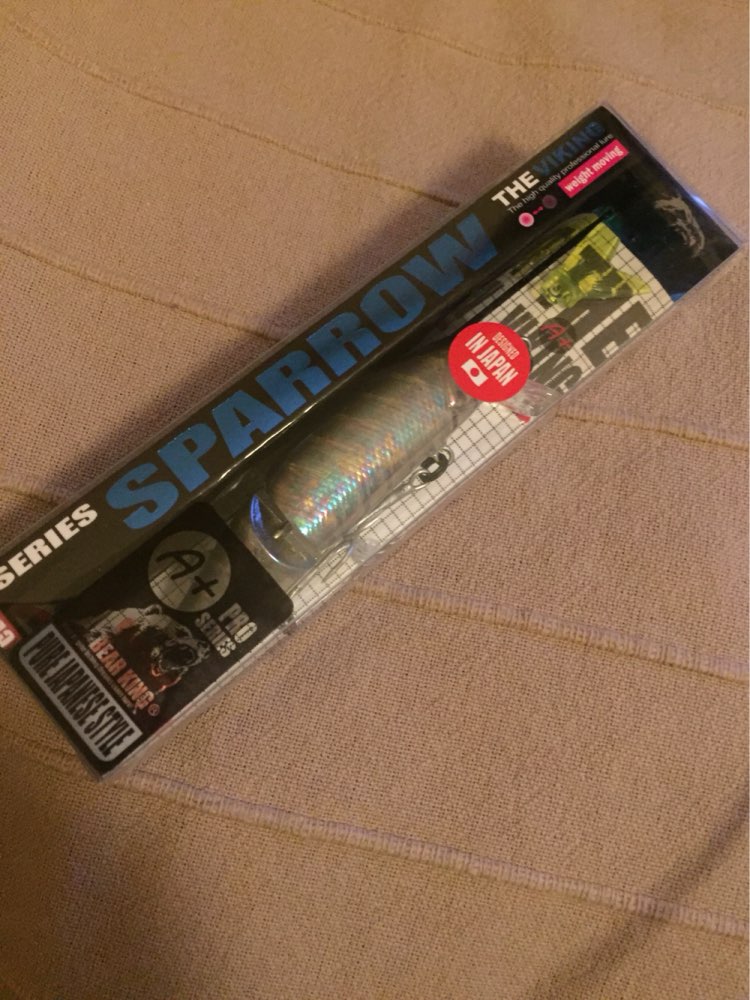 SERIES
SPARROW
THE VIKING
The high quality professional lure
weight moving
DESIGNED
IN JAPAN
A+
A+
PRO
SERIES
BEAR KING®
PURE JAPANESE STYLE